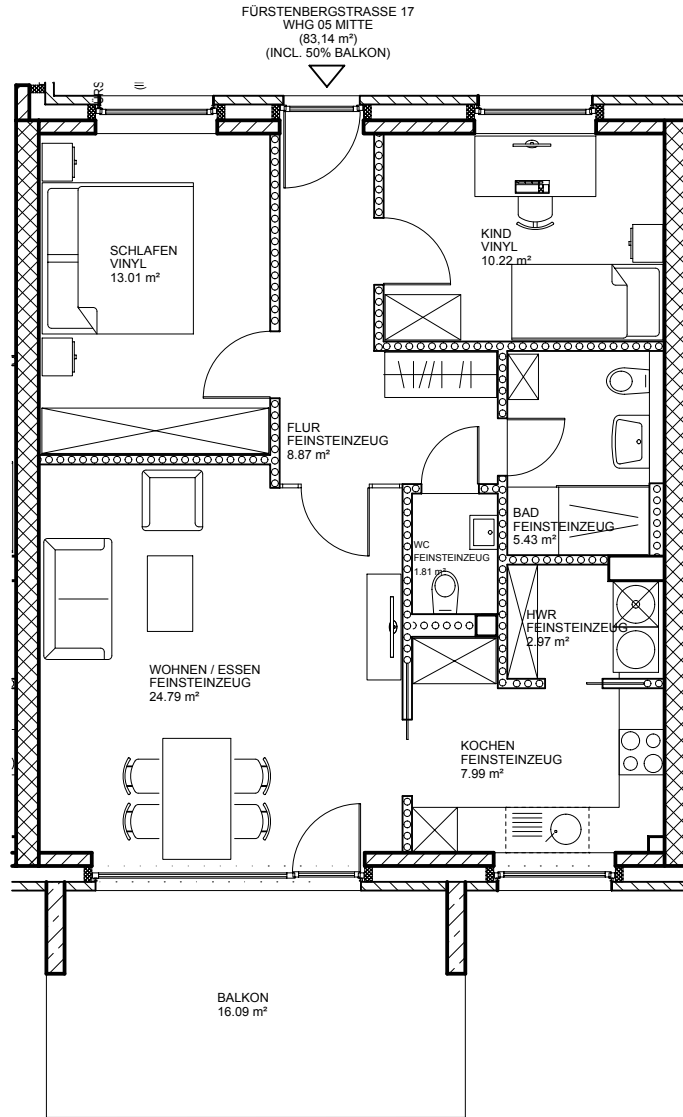 FÜRSTENBERGSTRASSE 17
WHG 05 MITTE
(83,14 m²)
(INCL. 50% BALKON)
SCHLAFEN
VINYL
13.01 m²
KIND
VINYL
10.22 m²
FLUR
FEINSTEINZEUG
8.87 m²
BAD
FEINSTEINZEUG
5.43 m²
WC
FEINSTEINZEUG
1.81 m²
HWR
FEINSTEINZEUG
2.97 m²
WOHNEN / ESSEN
FEINSTEINZEUG
24.79 m²
KOCHEN
FEINSTEINZEUG
7.99 m²
BALKON
16.09 m²